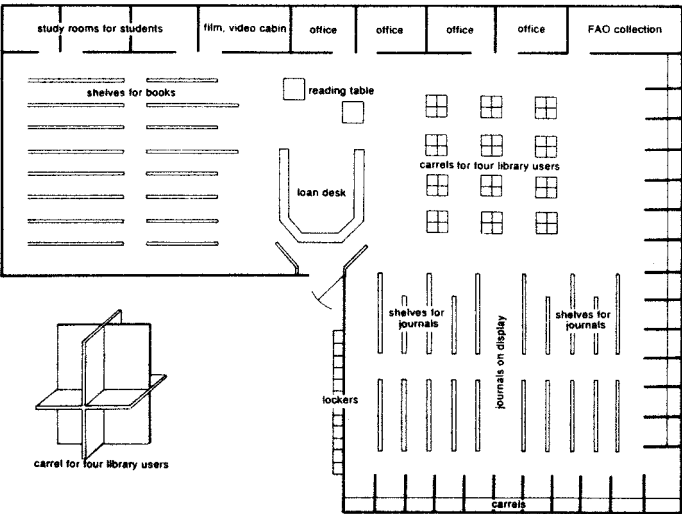 study rooms for students
film, video cabin
office
office
office
office
FAO collection
shelves for books
reading table
carrels for four library users
loan desk
shelves for
journals
shelves for
journals
journals on display
lockers
carrel for four library users
carrels